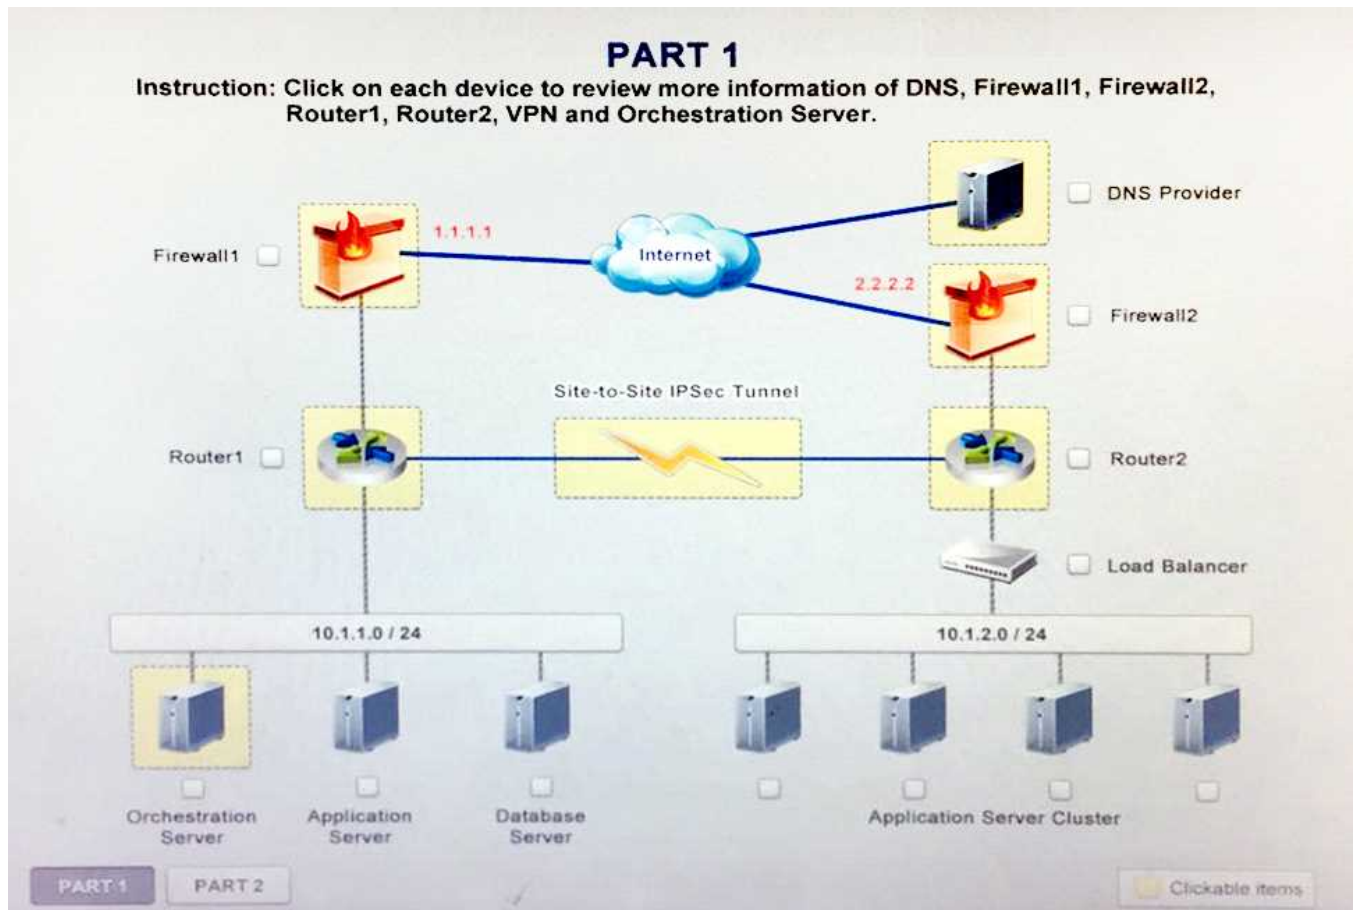 PART 1
Instruction: Click on each device to review more information of DNS, Firewall1, Firewall2,
Router1, Router2, VPN and Orchestration Server.
DNS Provider
1.1.1.1
Firewall1
Internet
2.2.2.2
Firewall2
Site-to-Site IPSec Tunnel
Router1
Router2
Load Balancer
10.1.1.0 / 24
10.1.2.0 / 24
Orchestration
Server
Application
Server
Database
Server
Application Server Cluster
PART 1
PART 2
Clickable items